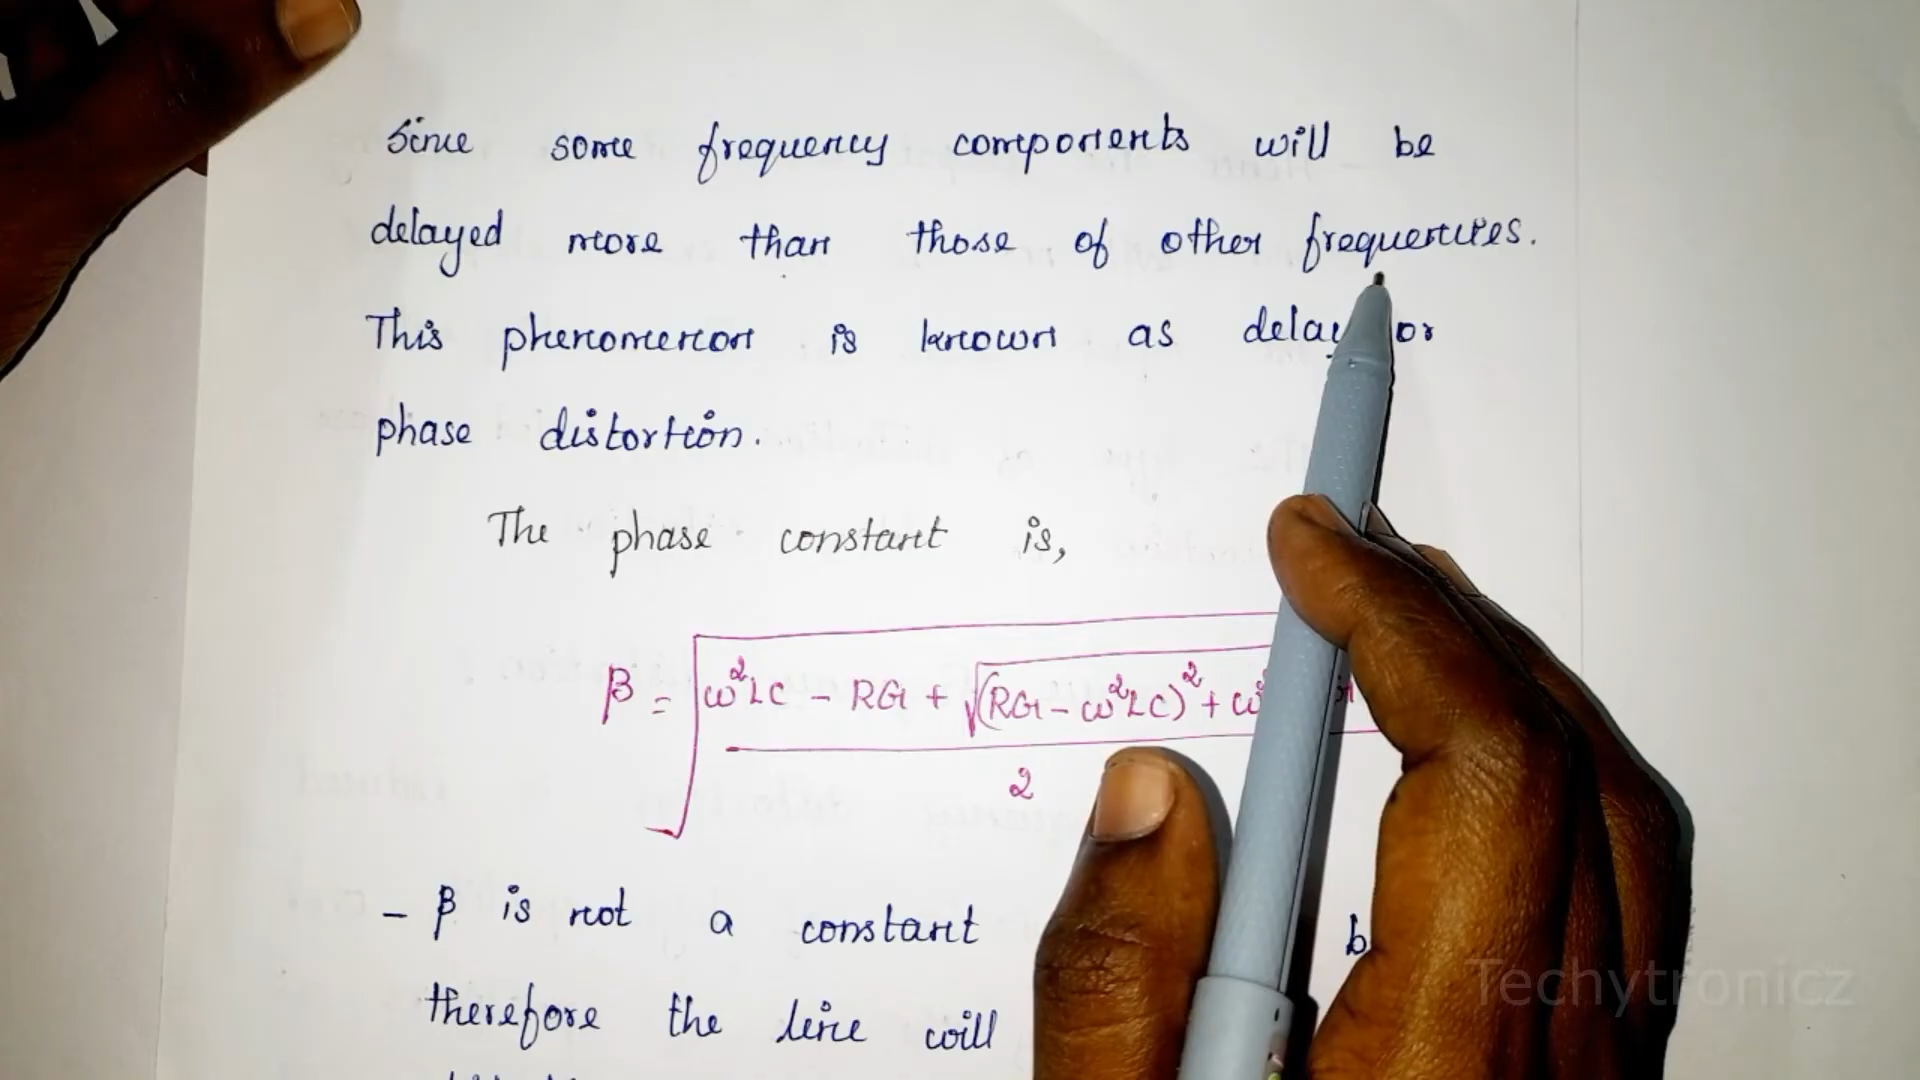 Since some frequency components will be
delayed more than those of other frequencies.
This phenomenon is known as delay or
phase distortion.
The phase constant is,
β = √(ω²LC - RG + √(RG - ω²LC)² + ω²
2
- β is not a constant
therefore the line will
Techytronicz